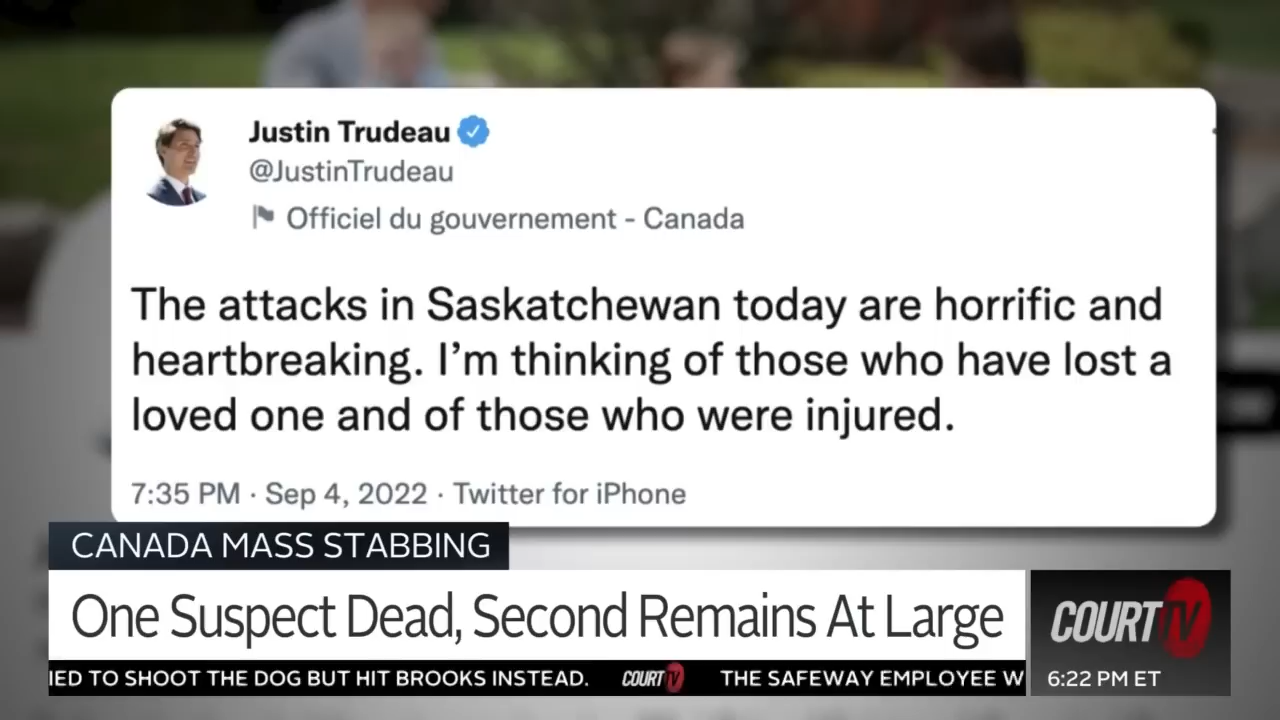 Justin Trudeau
@JustinTrudeau
Officiel du gouvernement - Canada
The attacks in Saskatchewan today are horrific and
heartbreaking. I’m thinking of those who have lost a
loved one and of those who were injured.
7:35 PM · Sep 4, 2022 · Twitter for iPhone
CANADA MASS STABBING
One Suspect Dead, Second Remains At Large
COURT TV
IED TO SHOOT THE DOG BUT HIT BROOKS INSTEAD. COURT TV THE SAFEWAY EMPLOYEE W
6:22 PM ET